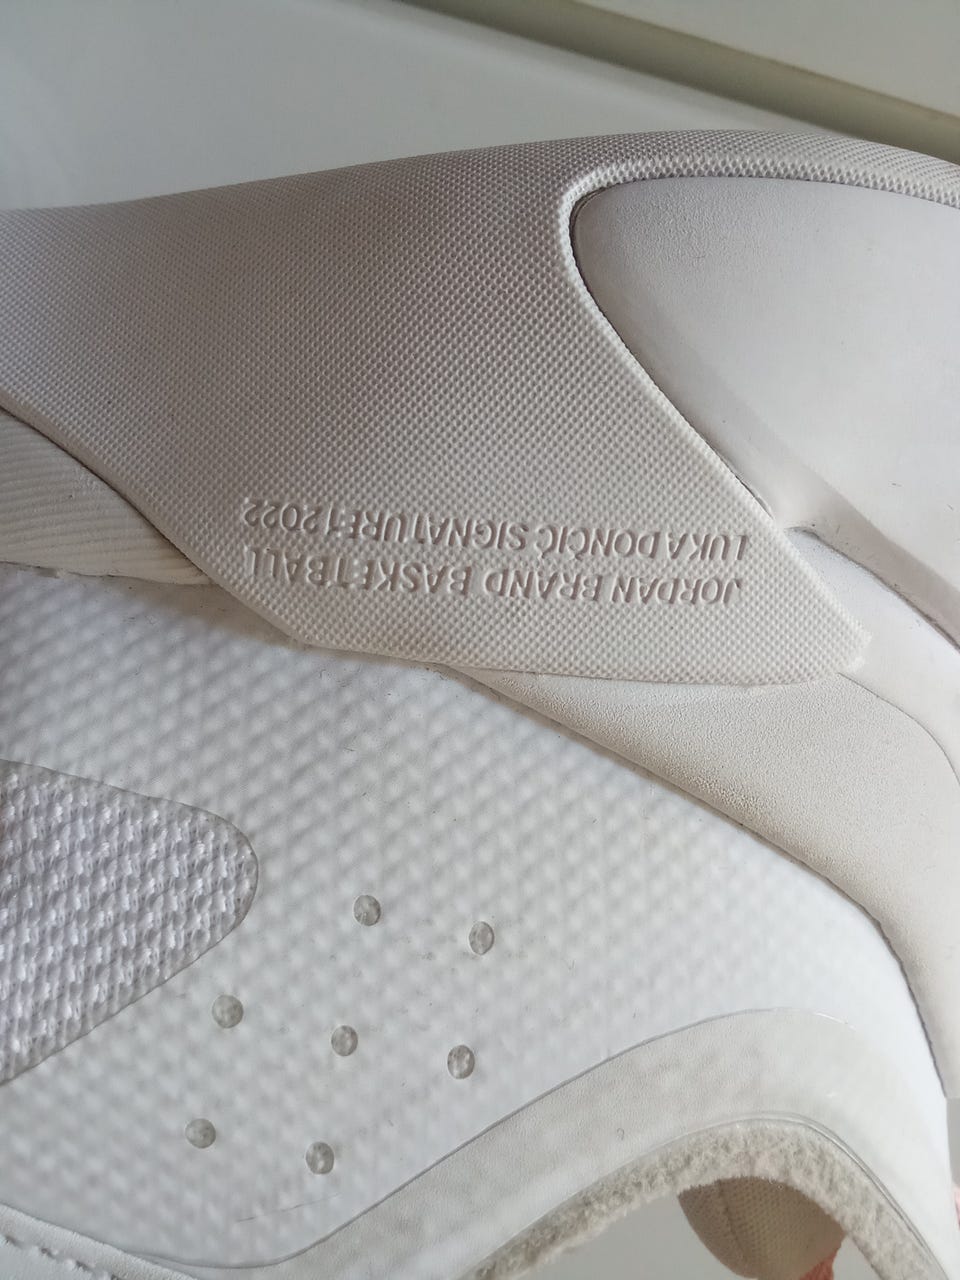 JORDAN BRAND BASKETBALL
LUKA DONČIĆ SIGNATURE 1 2022